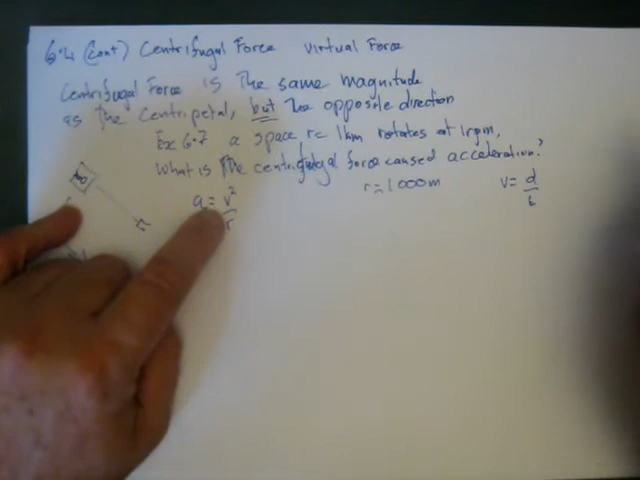 6.4 (cont) Centrifugal Force virtual Force
Centrifugal Force is The same magnitude
as the Centripetal, but The opposite direction
Ex 6.7 a space r= 1km rotates at 1rpm,
what is The centrifugal force caused acceleration?
r=1000m v= d/t
a= v²/r